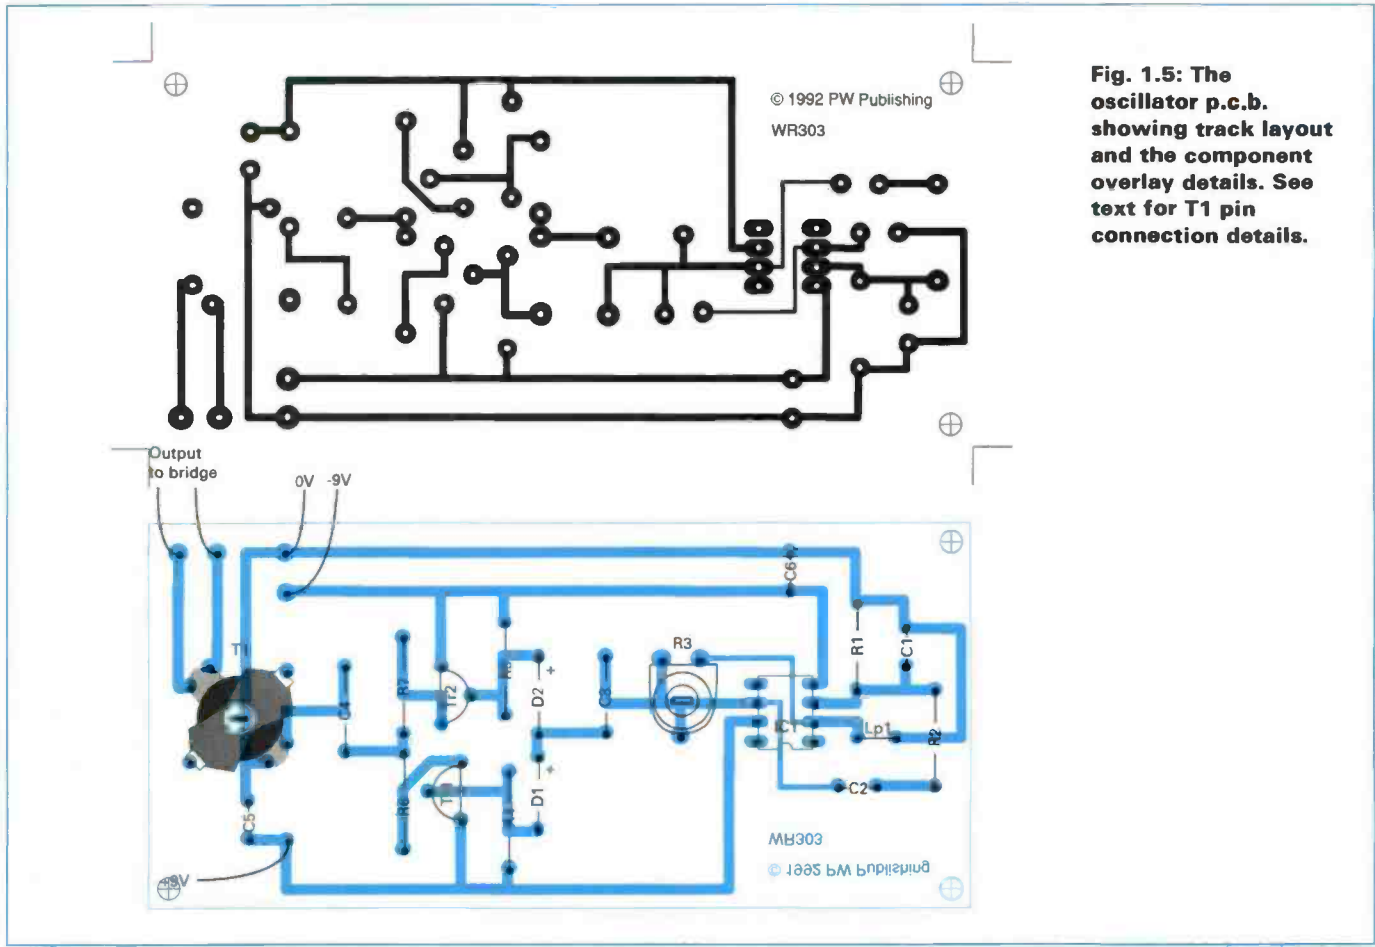 © 1992 PW Publishing
WR303
Fig. 1.5: The
oscillator p.c.b.
showing track layout
and the component
overlay details. See
text for T1 pin
connection details.
Output
to bridge
0V
-9V
C6
T1
R1
C1
R3
R7
Tr2
D2
+
C4
C3
IC1
Lp1
R2
+
R6
D1
C2
C5
+9V
WR303
© 1992 PW Publishing